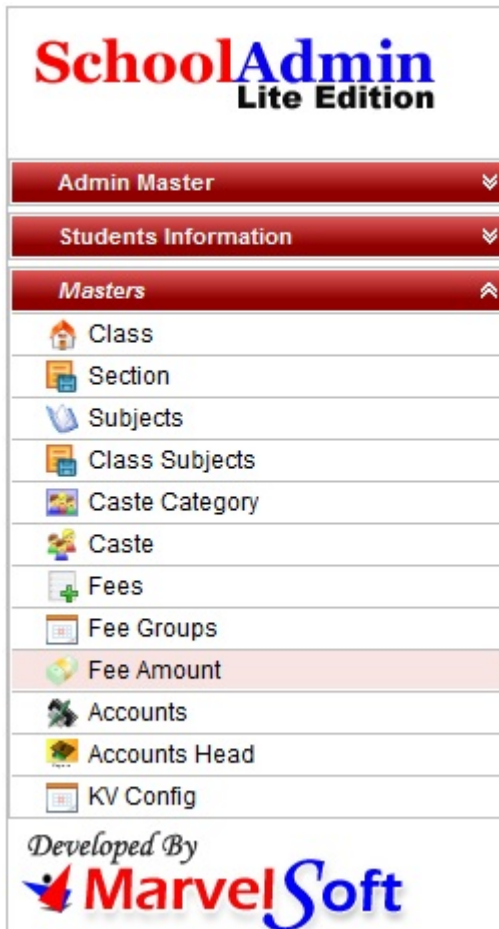 SchoolAdmin
Lite Edition
Admin Master
Students Information
Masters
Class
Section
Subjects
Class Subjects
Caste Category
Caste
Fees
Fee Groups
Fee Amount
Accounts
Accounts Head
KV Config
Developed By
MarvelSoft